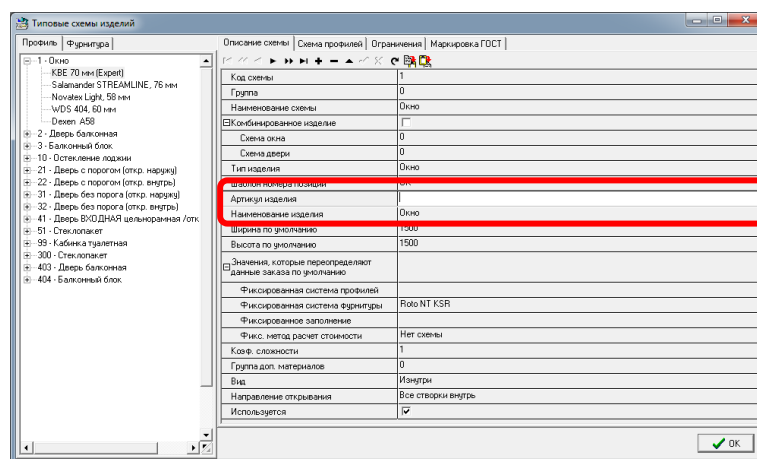 Типовые схемы изделий
Профиль Фурнитура
1 - Окно
KBE 70 мм (Expert)
Salamander STREAMLINE, 76 мм
Novatex Light, 58 мм
WDS 404, 60 мм
Dexen A58
2 - Дверь балконная
3 - Балконный блок
10 - Остекление лоджии
21 - Дверь с порогом (откр. наружу)
22 - Дверь с порогом (откр. внутрь)
31 - Дверь без порога (откр. наружу)
32 - Дверь без порога (откр. внутрь)
41 - Дверь ВХОДНАЯ цельнорамная /отк
51 - Стеклопакет
99 - Кабинка туалетная
300 - Стеклопакет
403 - Дверь балконная
404 - Балконный блок
Описание схемы Схема профилей Ограничения Маркировка ГОСТ
Код схемы 1
Группа 0
Наименование схемы Окно
Комбинированное изделие
Схема окна 0
Схема двери 0
Тип изделия Окно
Шаблон номера позиции ОК
Артикул изделия
Наименование изделия Окно
Ширина по умолчанию 1500
Высота по умолчанию 1500
Значения, которые переопределяют
данные заказа по умолчанию
Фиксированная система профилей
Фиксированная система фурнитуры Roto NT KSR
Фиксированное заполнение
Фикс. метод расчет стоимости Нет схемы
Коэф. сложности 1
Группа доп. материалов 0
Вид Изнутри
Направление открывания Все створки внутрь
Используется
OK